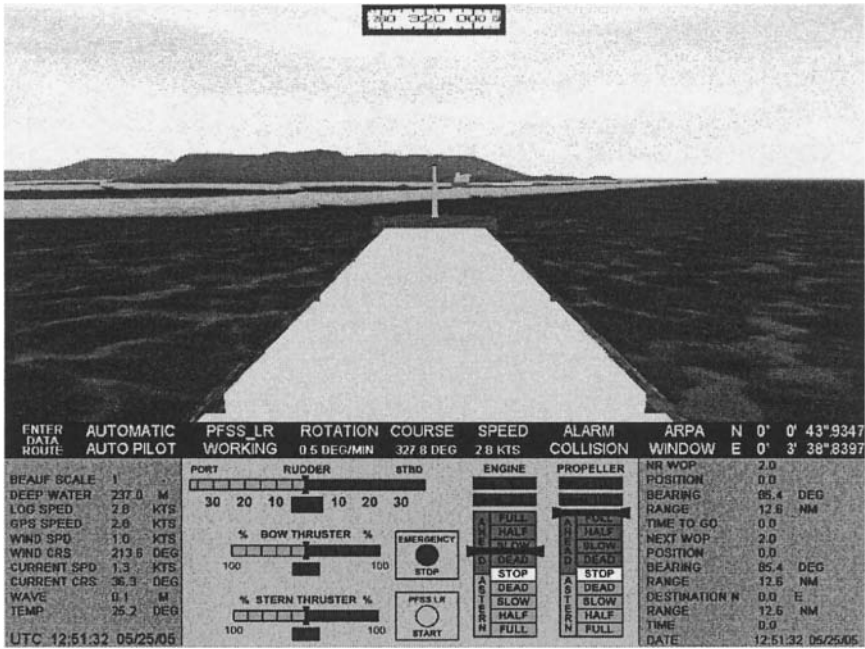 280 320 000
ENTER DATA ROUTE
AUTOMATIC AUTO PILOT
PFSS_LR WORKING
ROTATION 0.5 DEG/MIN
COURSE 327.8 DEG
SPEED 2.8 KTS
ALARM COLLISION
ARPA WINDOW
N 0° 0' 43".9347
E 0° 3' 38".8397
BEAUF SCALE 1
DEEP WATER 237.0 M
LOG SPED 2.8 KTS
GPS SPEED 2.8 KTS
WIND SPD 1.0 KTS
WIND CRS 213.6 DEG
CURRENT SPD 1.3 KTS
CURRENT CRS 36.3 DEG
WAVE 0.1 M
TEMP 25.2 DEG
UTC 12:51:32 05/25/05
PORT RUDDER STBD
30 20 10 10 20 30
% BOW THRUSTER %
100 100
% STERN THRUSTER %
100 100
EMERGENCY
STOP
PFSS LR
START
ENGINE
AHEAD
FULL
HALF
SLOW
DEAD
STOP
ASTERN
DEAD
SLOW
HALF
FULL
PROPELLER
AHEAD
FULL
HALF
SLOW
DEAD
STOP
ASTERN
DEAD
SLOW
HALF
FULL
NR WOP 2.0
POSITION 0.0
BEARING 85.4 DEG
RANGE 12.6 NM
TIME TO GO 0.0
NEXT WOP 2.0
POSITION 0.0
BEARING 85.4 DEG
RANGE 12.6 NM
DESTINATION N 0.0 E
RANGE 12.6 NM
TIME 0.0
DATE 12:51:32 05/25/05